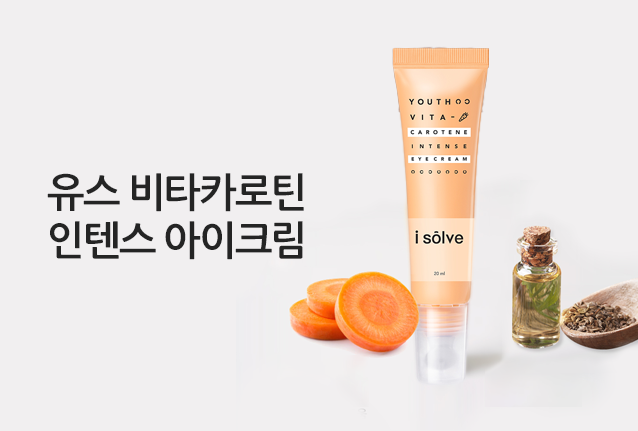 유스 비타카로틴
인텐스 아이크림
YOUTH
VITA-
CAROTENE
INTENSE
EYE CREAM
i sôlve
20 ml